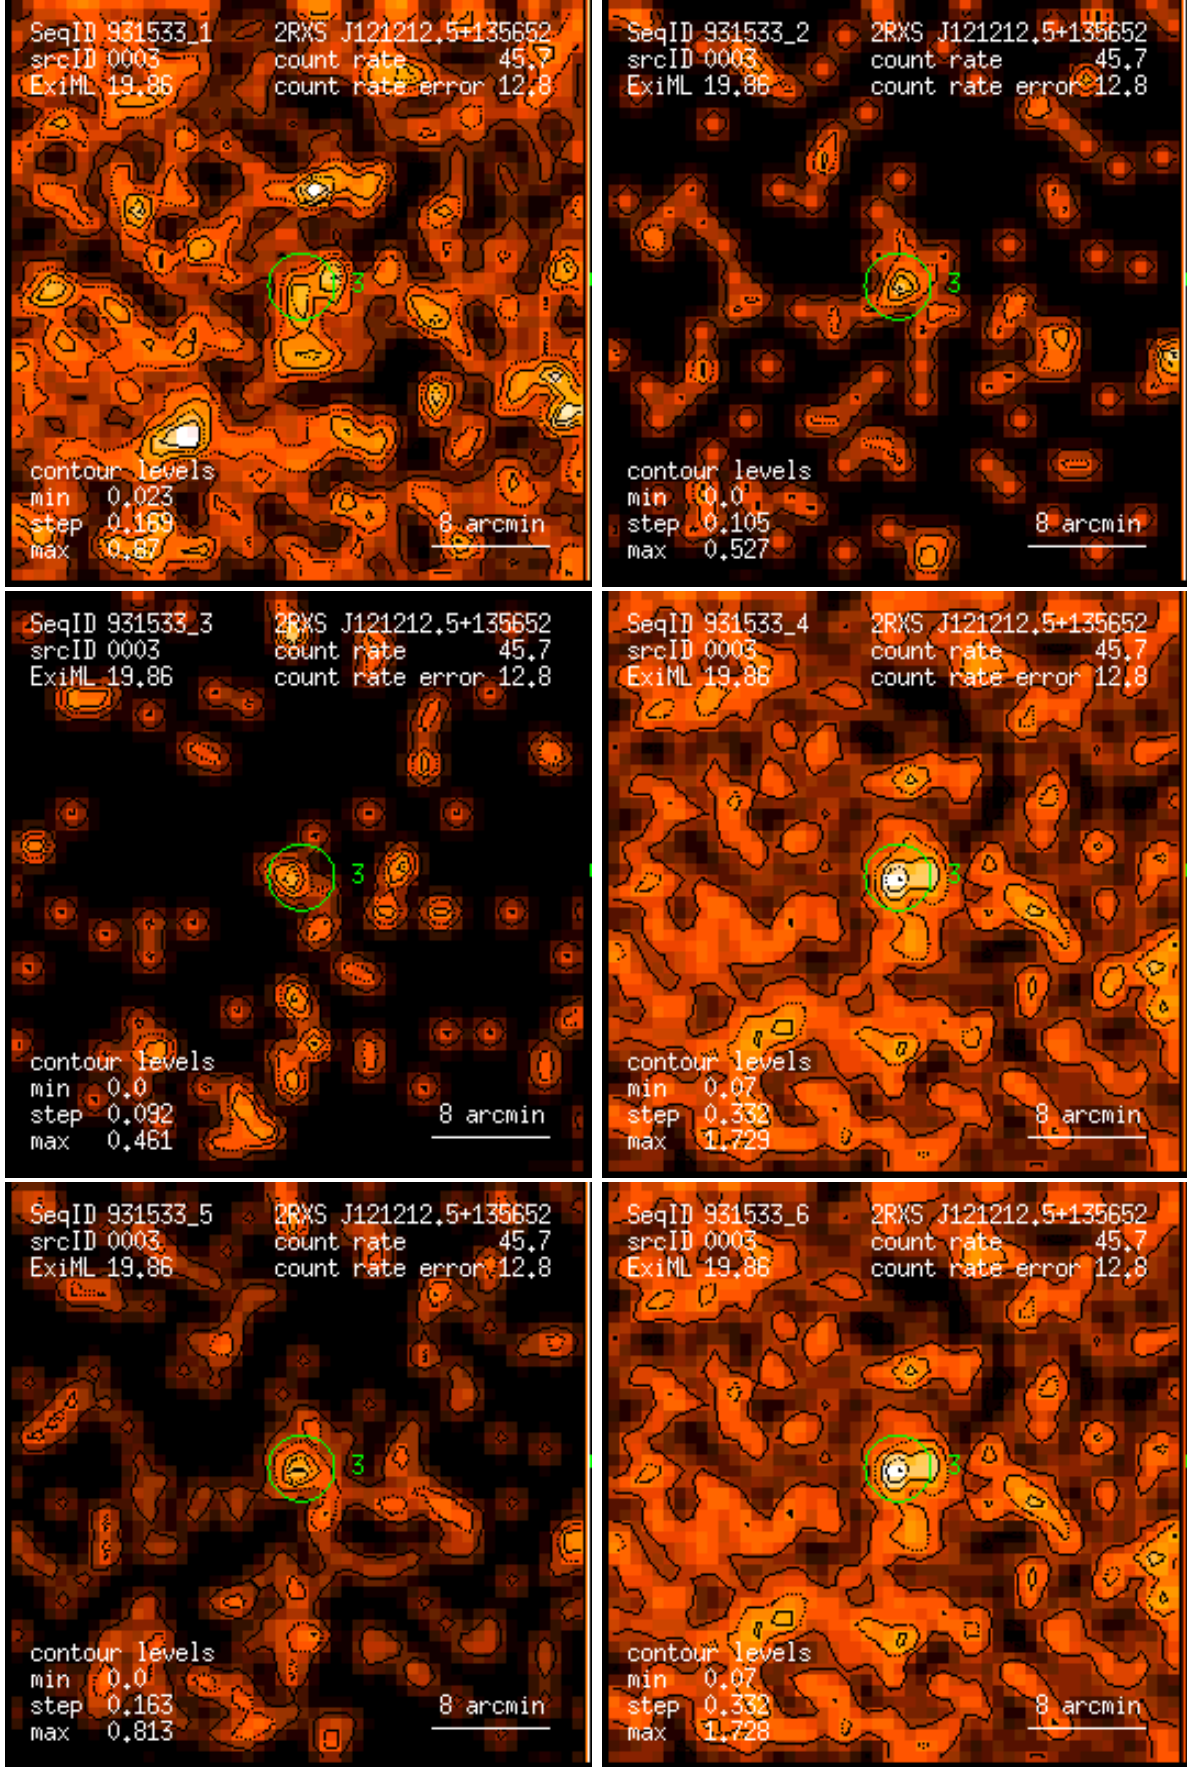 SeqID 931533_1 2RXS J121212.5+135652
srcID 0003 count rate 45.7
ExiML 19.86 count rate error 12.8
3
contour levels
min 0.023
step 0.169 8 arcmin
max 0.87
SeqID 931533_2 2RXS J121212.5+135652
srcID 0003 count rate 45.7
ExiML 19.86 count rate error 12.8
3
contour levels
min 0.0
step 0.105 8 arcmin
max 0.527
SeqID 931533_3 2RXS J121212.5+135652
srcID 0003 count rate 45.7
ExiML 19.86 count rate error 12.8
3
contour levels
min 0.0
step 0.092 8 arcmin
max 0.461
SeqID 931533_4 2RXS J121212.5+135652
srcID 0003 count rate 45.7
ExiML 19.86 count rate error 12.8
3
contour levels
min 0.07
step 0.332 8 arcmin
max 1.729
SeqID 931533_5 2RXS J121212.5+135652
srcID 0003 count rate 45.7
ExiML 19.86 count rate error 12.8
3
contour levels
min 0.0
step 0.163 8 arcmin
max 0.813
SeqID 931533_6 2RXS J121212.5+135652
srcID 0003 count rate 45.7
ExiML 19.86 count rate error 12.8
3
contour levels
min 0.07
step 0.332 8 arcmin
max 1.728